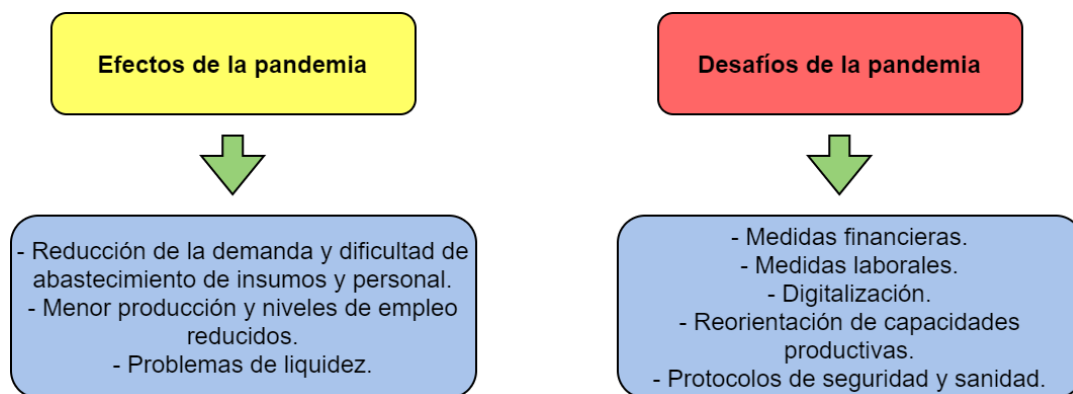 Efectos de la pandemia
- Reducción de la demanda y dificultad de
abastecimiento de insumos y personal.
- Menor producción y niveles de empleo
reducidos.
- Problemas de liquidez.
Desafíos de la pandemia
- Medidas financieras.
- Medidas laborales.
- Digitalización.
- Reorientación de capacidades
productivas.
- Protocolos de seguridad y sanidad.